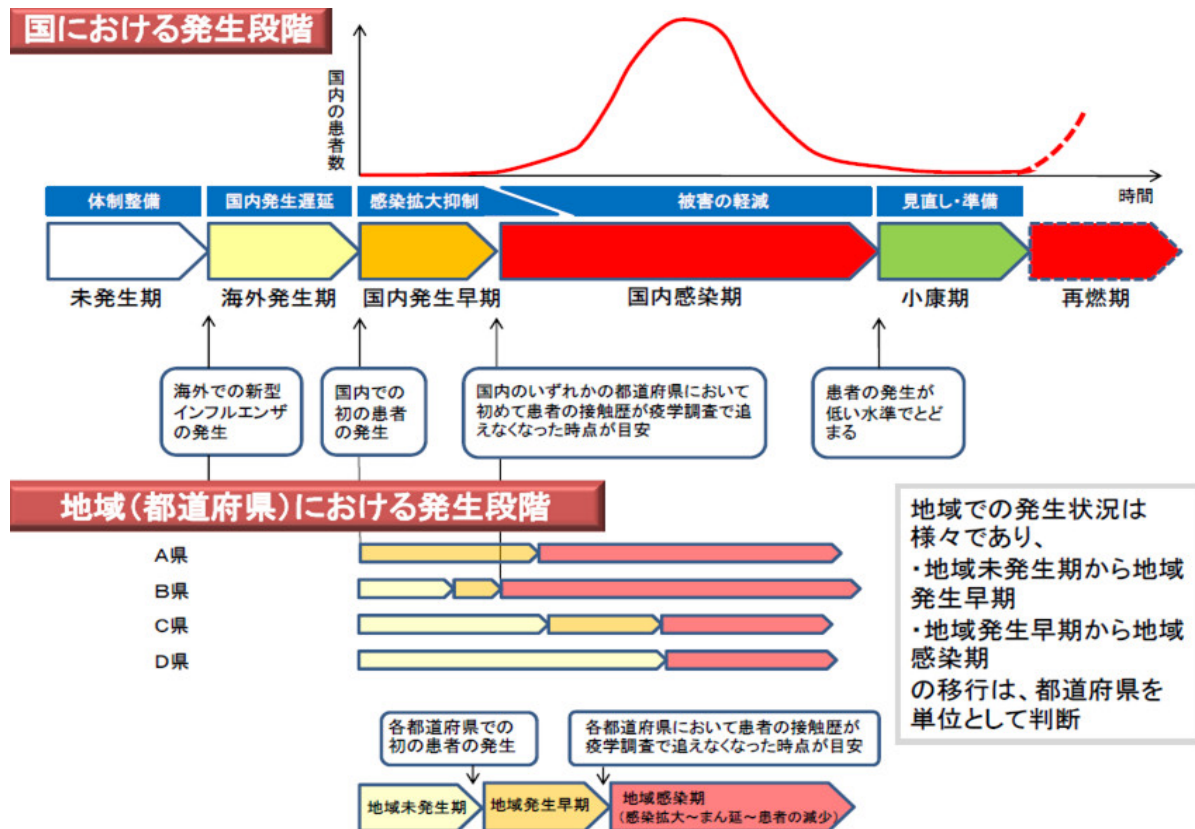 国における発生段階
国内の患者数
時間
体制整備
国内発生遅延
感染拡大抑制
被害の軽減
見直し・準備
未発生期
海外発生期
国内発生早期
国内感染期
小康期
再燃期
海外での新型
インフルエンザ
の発生
国内での
初の患者
の発生
国内のいずれかの都道府県において
初めて患者の接触歴が疫学調査で追
えなくなった時点が目安
患者の発生が
低い水準でとど
まる
地域(都道府県)における発生段階
A県
B県
C県
D県
地域での発生状況は
様々であり、
・地域未発生期から地域
発生早期
・地域発生早期から地域
感染期
の移行は、都道府県を
単位として判断
各都道府県での
初の患者の発生
各都道府県において患者の接触歴が
疫学調査で追えなくなった時点が目安
地域未発生期
地域発生早期
地域感染期
(感染拡大~まん延~患者の減少)